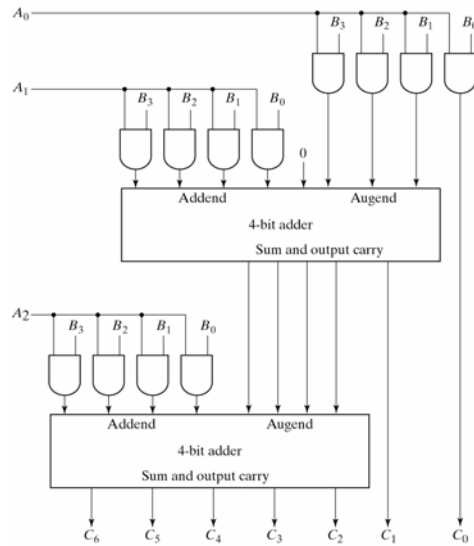 A₀
B₃ B₂ B₁ B₀
A₁
B₃ B₂ B₁ B₀
0
Addend Augend
4-bit adder
Sum and output carry
A₂
B₃ B₂ B₁ B₀
Addend Augend
4-bit adder
Sum and output carry
C₆ C₅ C₄ C₃ C₂ C₁ C₀